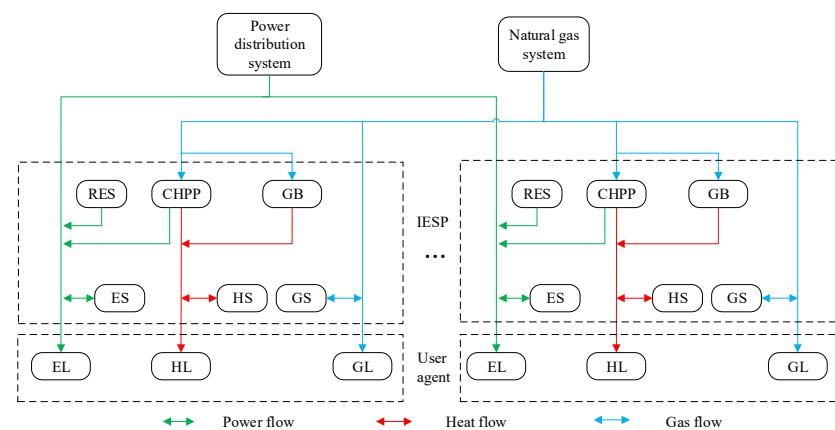 Power
distribution
system
Natural gas
system
RES
CHPP
GB
IESP
RES
CHPP
GB
...
ES
HS
GS
ES
HS
GS
EL
HL
GL
User
agent
EL
HL
GL
Power flow
Heat flow
Gas flow